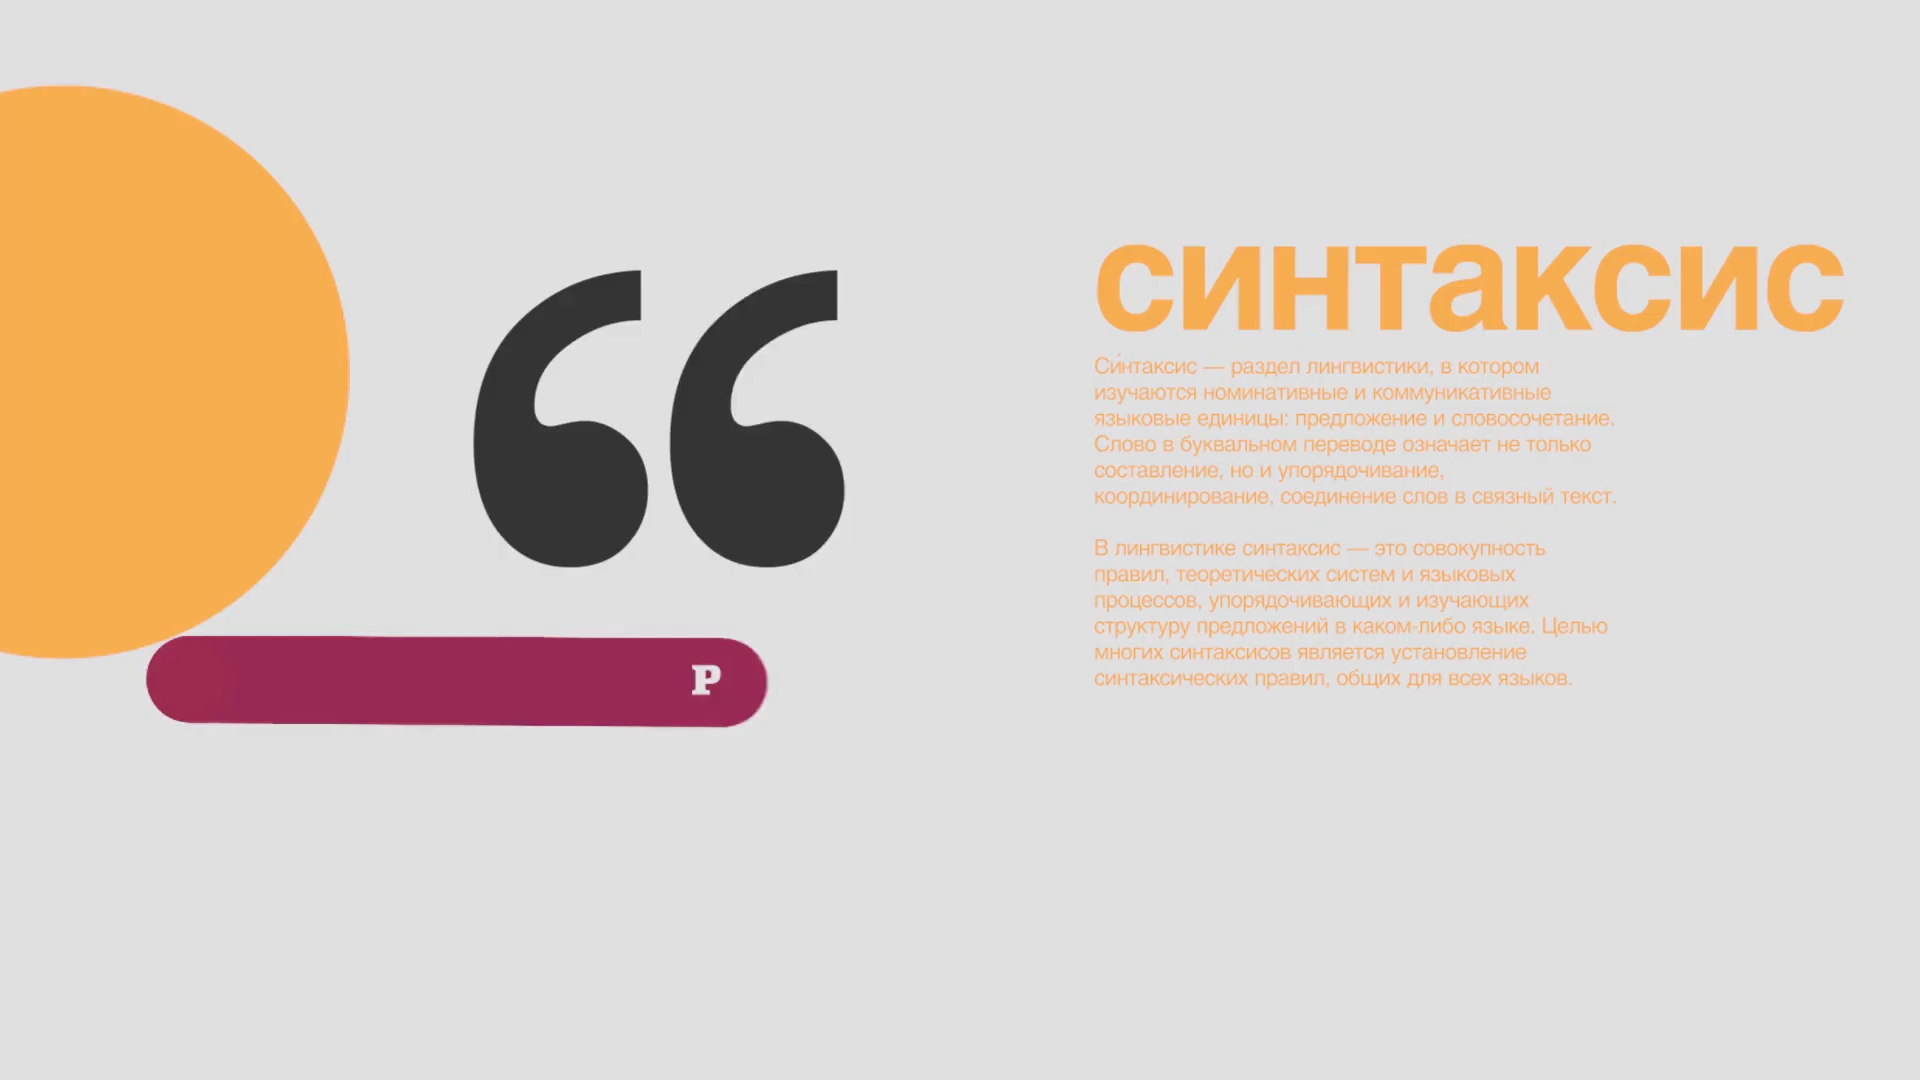 “
P
синтаксис
Си́нтаксис — раздел лингвистики, в котором
изучаются номинативные и коммуникативные
языковые единицы: предложение и словосочетание.
Слово в буквальном переводе означает не только
составление, но и упорядочивание,
координирование, соединение слов в связный текст.
В лингвистике синтаксис — это совокупность
правил, теоретических систем и языковых
процессов, упорядочивающих и изучающих
структуру предложений в каком-либо языке. Целью
многих синтаксисов является установление
синтаксических правил, общих для всех языков.